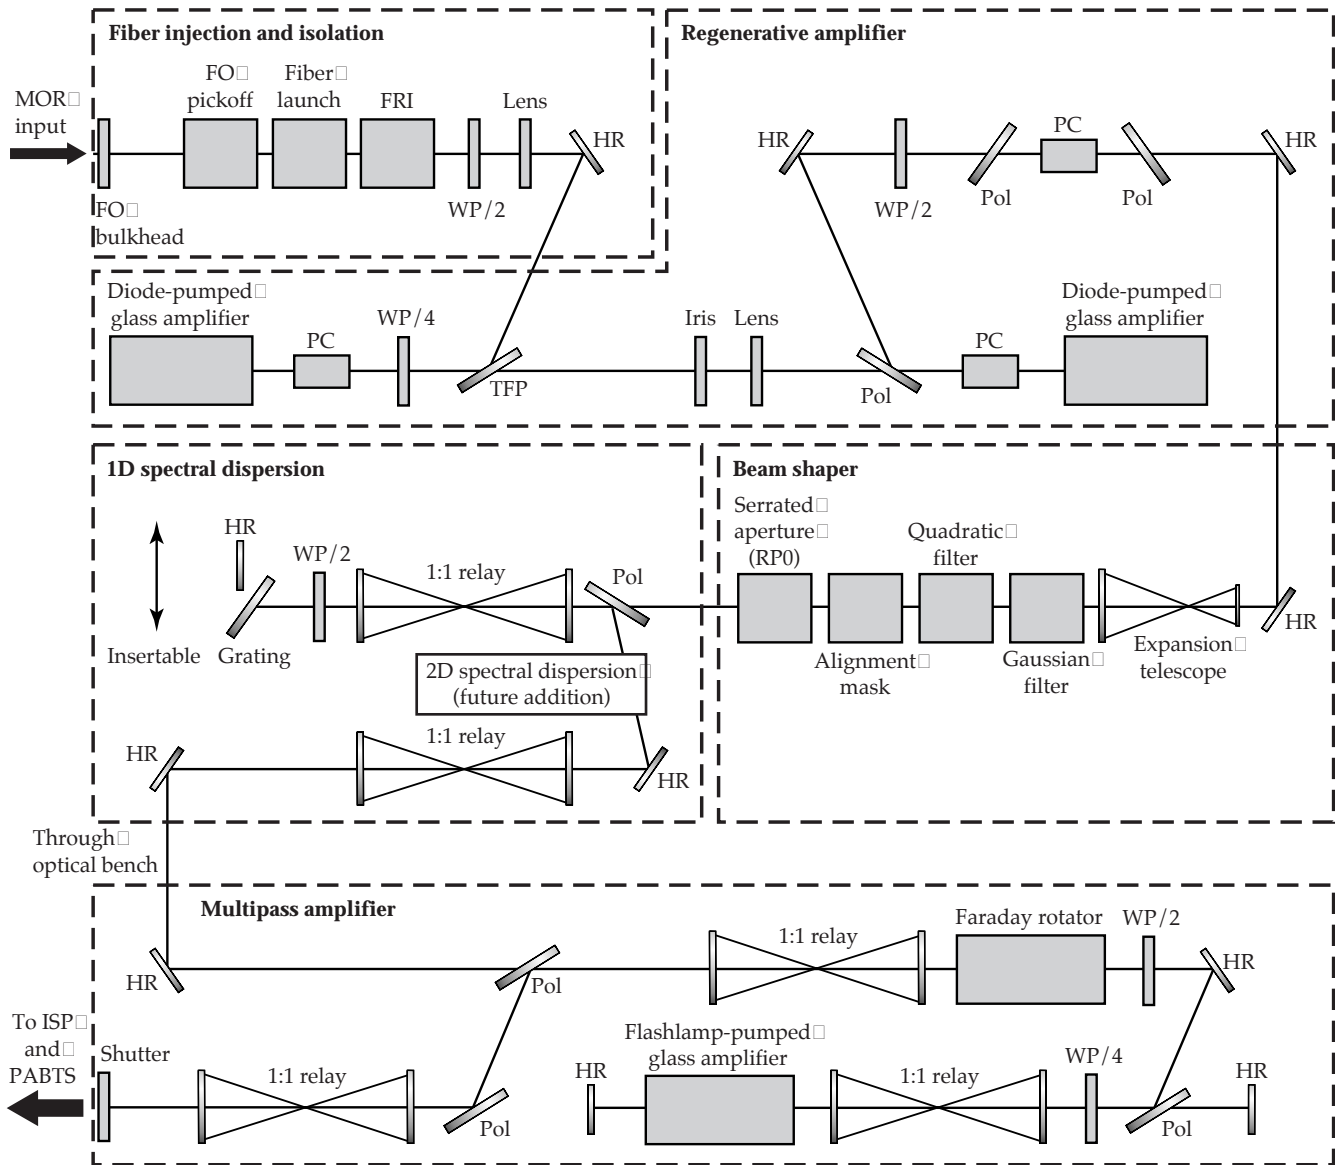 Fiber injection and isolation
FO
pickoff
Fiber
launch
FRI
Lens
HR
MOR
input
WP/2
FO
bulkhead
Regenerative amplifier
HR
PC
HR
WP/2
Pol
Pol
Diode-pumped
glass amplifier
PC
WP/4
TFP
Iris
Lens
Pol
PC
Diode-pumped
glass amplifier
1D spectral dispersion
HR
WP/2
1:1 relay
Pol
Insertable
Grating
2D spectral dispersion
(future addition)
HR
1:1 relay
HR
Beam shaper
Serrated
aperture
(RP0)
Quadratic
filter
Alignment
mask
Gaussian
filter
Expansion
telescope
HR
Through
optical bench
Multipass amplifier
HR
Pol
1:1 relay
Faraday rotator
WP/2
HR
To ISP
and
PABTS
Shutter
1:1 relay
Pol
HR
Flashlamp-pumped
glass amplifier
1:1 relay
WP/4
Pol
HR